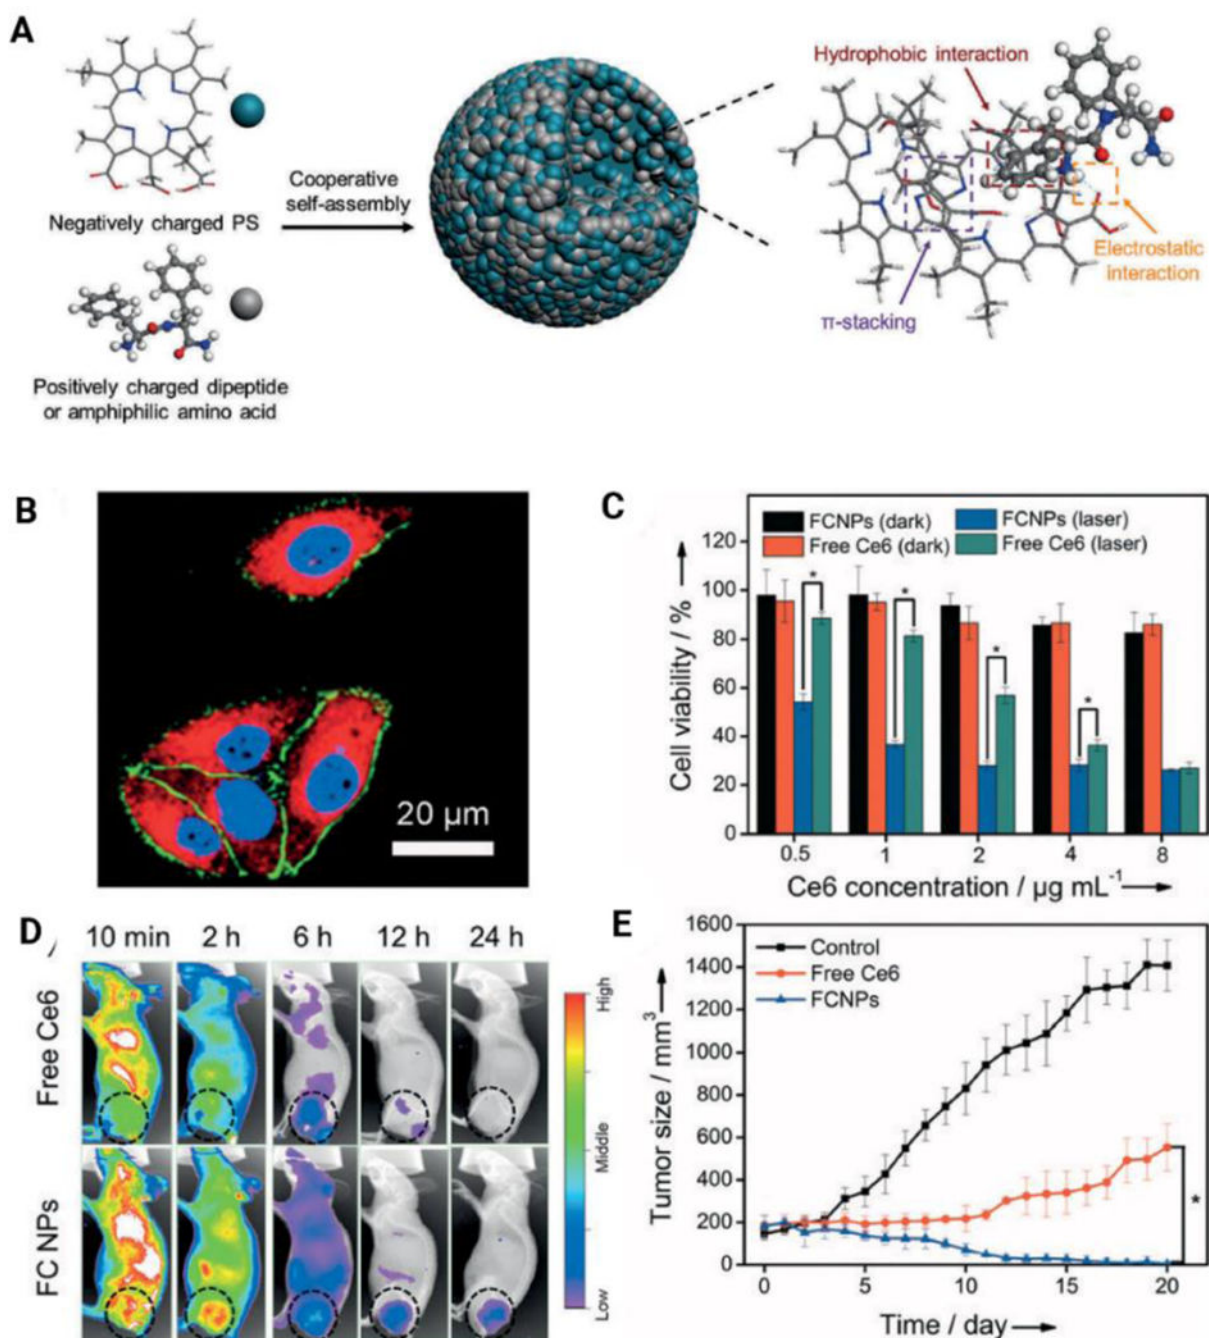 A
Hydrophobic interaction
Cooperative
self-assembly
Negatively charged PS
Electrostatic
interaction
π-stacking
Positively charged dipeptide
or amphiphilic amino acid
B
20 µm
C
FCNPs (dark)
FCNPs (laser)
Free Ce6 (dark)
Free Ce6 (laser)
Cell viability / %
120
100
80
60
40
20
0
* * * *
0.5 1 2 4 8
Ce6 concentration / µg mL⁻¹
D
10 min 2 h 6 h 12 h 24 h
Free Ce6
FC NPs
High
Middle
Low
E
Control
Free Ce6
FCNPs
Tumor size / mm³
1600
1400
1200
1000
800
600
400
200
0
*
0 5 10 15 20
Time / day